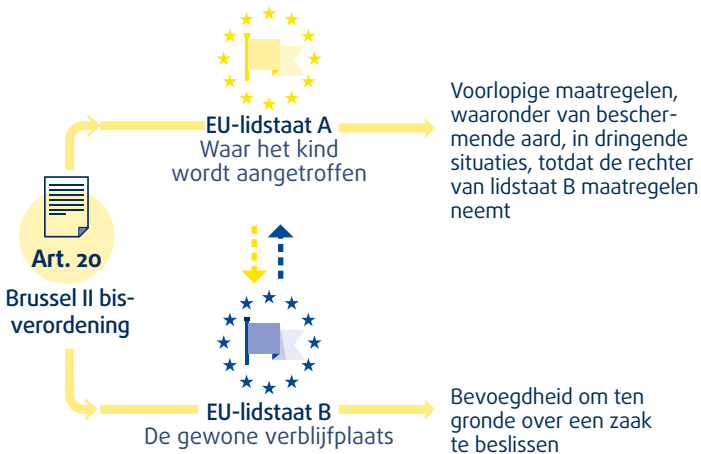 EU-lidstaat A
Waar het kind
wordt aangetroffen
Voorlopige maatregelen,
waaronder van bescher-
mende aard, in dringende
situaties, totdat de rechter
van lidstaat B maatregelen
neemt
Art. 20
Brussel II bis-
verordening
EU-lidstaat B
De gewone verblijfplaats
Bevoegdheid om ten
gronde over een zaak
te beslissen